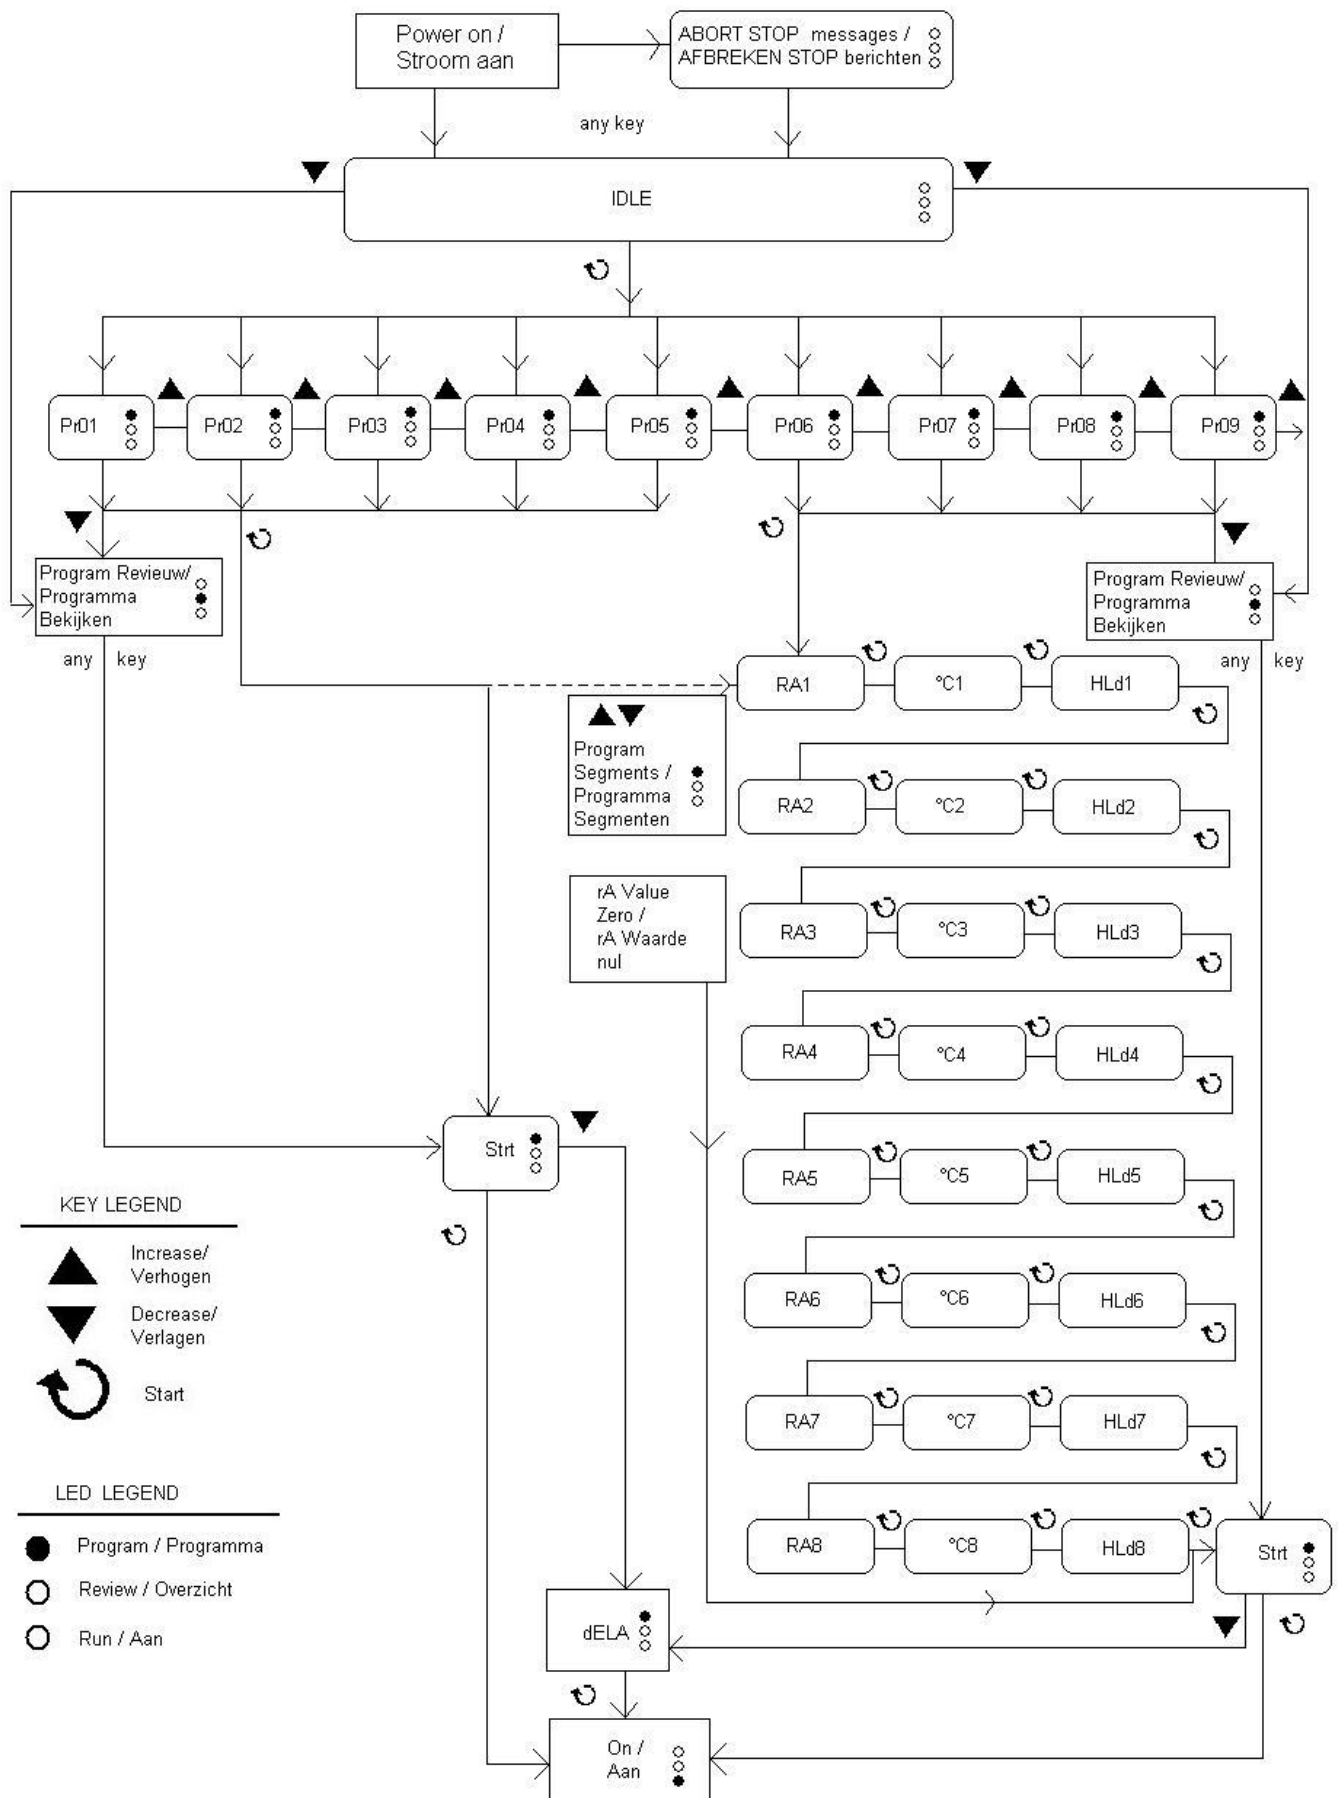 Power on /
Stroom aan
ABORT STOP messages /
AFBREKEN STOP berichten
any key
IDLE
Pr01
Pr02
Pr03
Pr04
Pr05
Pr06
Pr07
Pr08
Pr09
Program Revieuw/
Programma
Bekijken
any key
Program Revieuw/
Programma
Bekijken
any key
RA1
°C1
HLd1
Program
Segments /
Programma
Segmenten
RA2
°C2
HLd2
rA Value
Zero /
rA Waarde
nul
RA3
°C3
HLd3
RA4
°C4
HLd4
Strt
RA5
°C5
HLd5
KEY LEGEND
Increase/
Verhogen
Decrease/
Verlagen
Start
RA6
°C6
HLd6
RA7
°C7
HLd7
LED LEGEND
Program / Programma
Review / Overzicht
Run / Aan
RA8
°C8
HLd8
Strt
dELA
On /
Aan